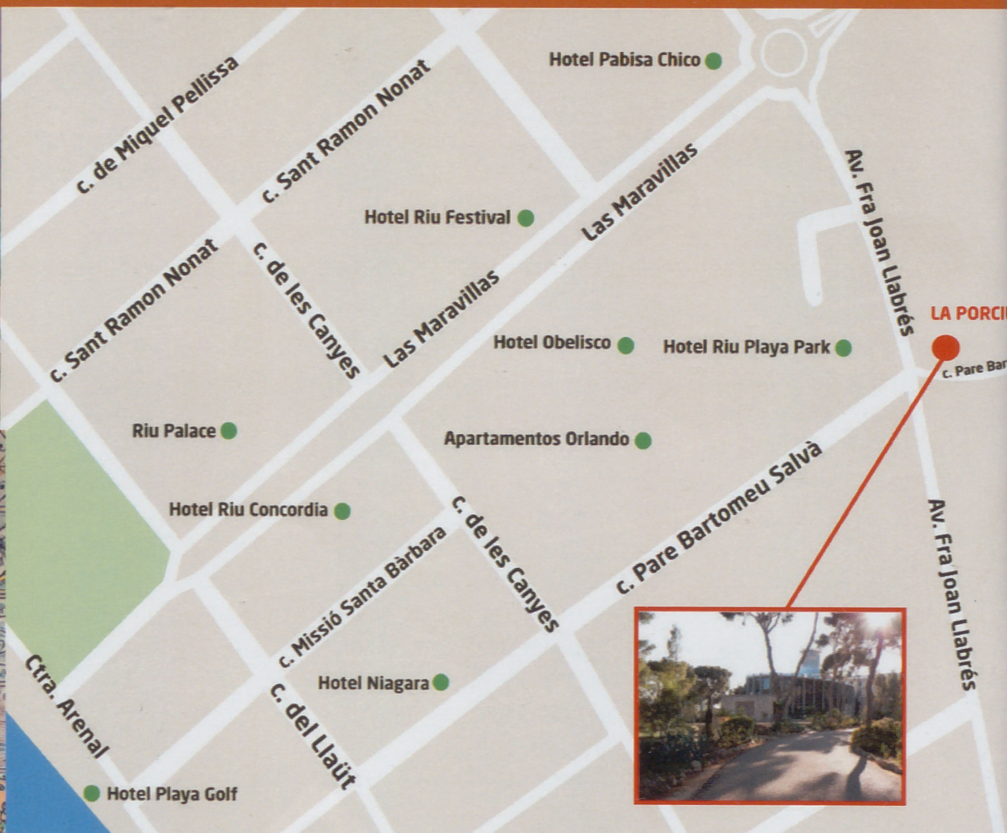 Hotel Pabisa Chico
c. de Miquel Pellissa
c. Sant Ramon Nonat
Las Maravillas
Av. Fra Joan Llabrés
Hotel Riu Festival
c. Sant Ramon Nonat
c. de les Canyes
Las Maravillas
LA PORCI
Hotel Obelisco
Hotel Riu Playa Park
c. Pare Bar
Riu Palace
Apartamentos Orlando
c. Pare Bartomeu Salvà
Hotel Riu Concordia
c. de les Canyes
Av. Fra Joan Llabrés
c. Missió Santa Bàrbara
Hotel Niagara
Ctra. Arenal
c. del Llaüt
Hotel Playa Golf